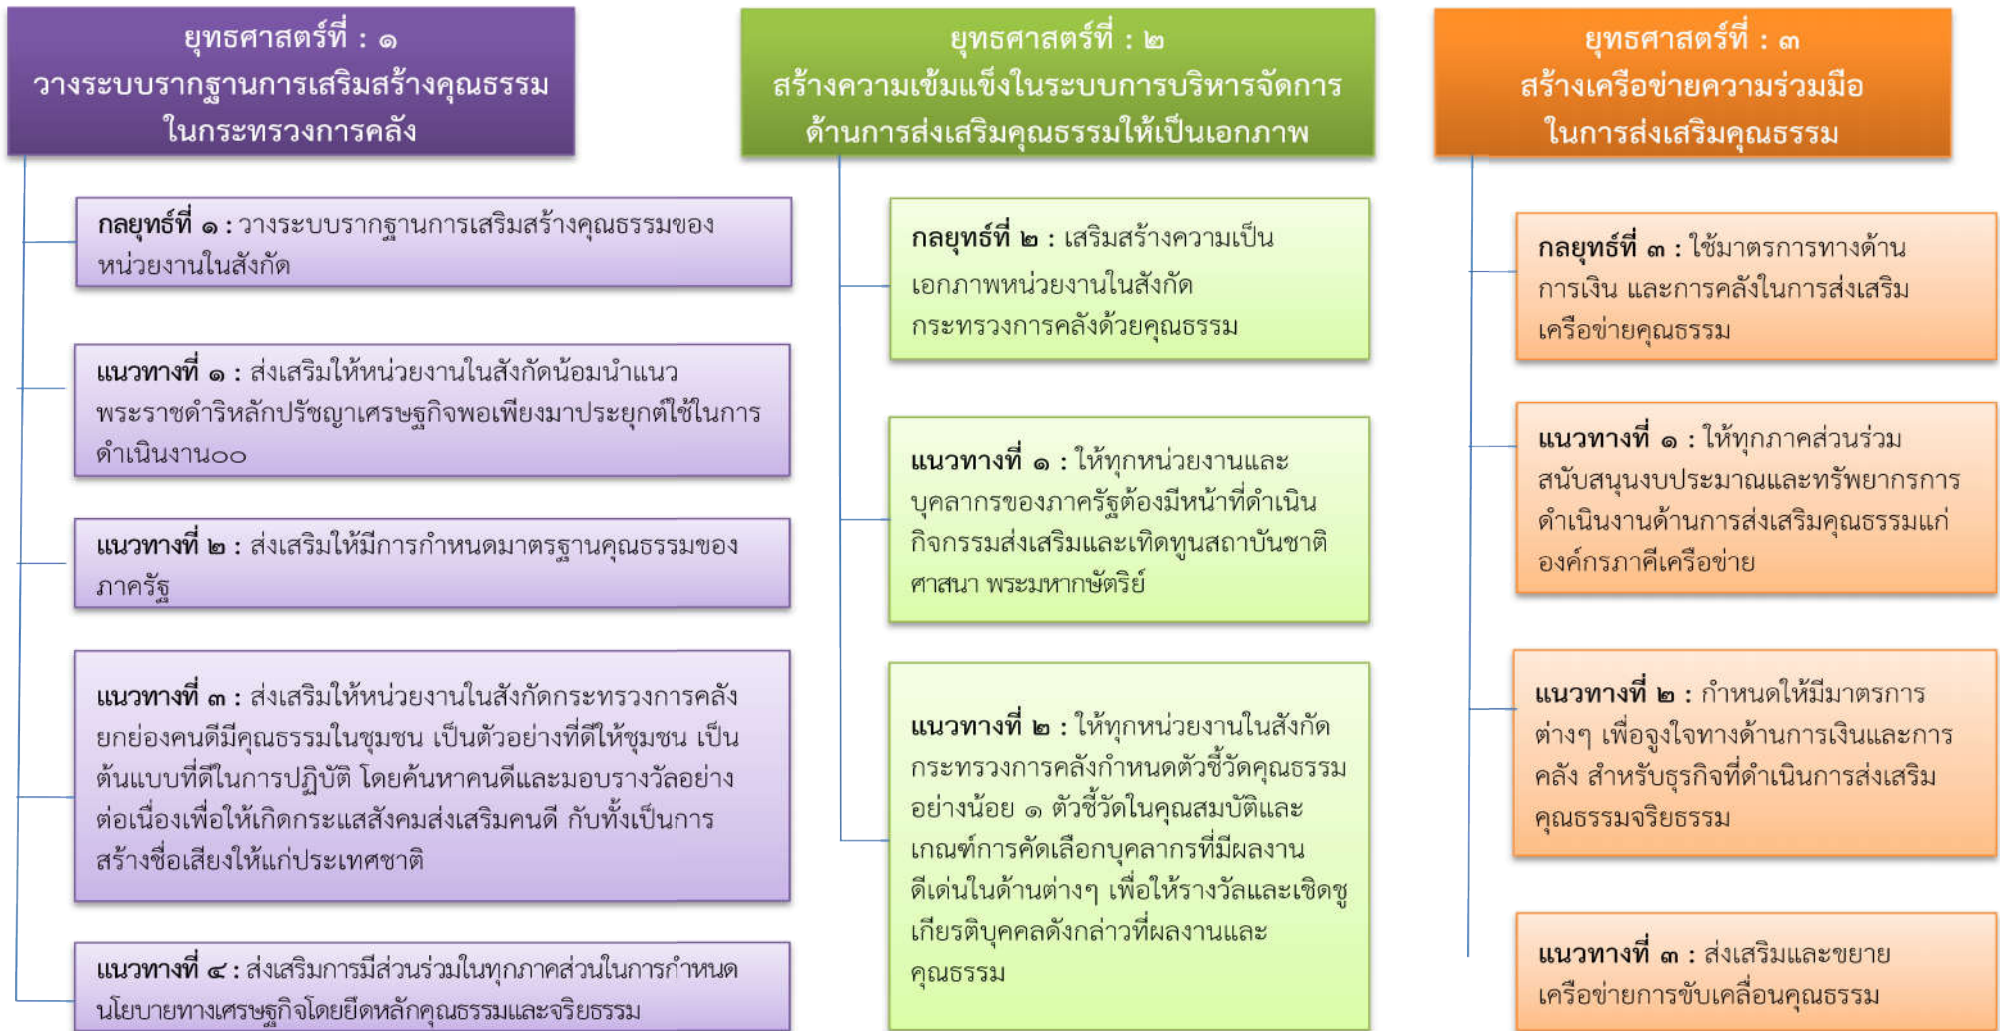 ยุทธศาสตร์ที่ : ๑
วางระบบรากฐานการเสริมสร้างคุณธรรม
ในกระทรวงการคลัง
กลยุทธ์ที่ ๑ : วางระบบรากฐานการเสริมสร้างคุณธรรมของ
หน่วยงานในสังกัด
แนวทางที่ ๑ : ส่งเสริมให้หน่วยงานในสังกัดน้อมนำแนว
พระราชดำริหลักปรัชญาเศรษฐกิจพอเพียงมาประยุกต์ใช้ในการ
ดำเนินงาน๐๐
แนวทางที่ ๒ : ส่งเสริมให้มีการกำหนดมาตรฐานคุณธรรมของ
ภาครัฐ
แนวทางที่ ๓ : ส่งเสริมให้หน่วยงานในสังกัดกระทรวงการคลัง
ยกย่องคนดีมีคุณธรรมในชุมชน เป็นตัวอย่างที่ดีให้ชุมชน เป็น
ต้นแบบที่ดีในการปฏิบัติ โดยค้นหาคนดีและมอบรางวัลอย่าง
ต่อเนื่องเพื่อให้เกิดกระแสสังคมส่งเสริมคนดี กับทั้งเป็นการ
สร้างชื่อเสียงให้แก่ประเทศชาติ
แนวทางที่ ๔ : ส่งเสริมการมีส่วนร่วมในทุกภาคส่วนในการกำหนด
นโยบายทางเศรษฐกิจโดยยึดหลักคุณธรรมและจริยธรรม
ยุทธศาสตร์ที่ : ๒
สร้างความเข้มแข็งในระบบการบริหารจัดการ
ด้านการส่งเสริมคุณธรรมให้เป็นเอกภาพ
กลยุทธ์ที่ ๒ : เสริมสร้างความเป็น
เอกภาพหน่วยงานในสังกัด
กระทรวงการคลังด้วยคุณธรรม
แนวทางที่ ๑ : ให้ทุกหน่วยงานและ
บุคลากรของภาครัฐต้องมีหน้าที่ดำเนิน
กิจกรรมส่งเสริมและเทิดทูนสถาบันชาติ
ศาสนา พระมหากษัตริย์
แนวทางที่ ๒ : ให้ทุกหน่วยงานในสังกัด
กระทรวงการคลังกำหนดตัวชี้วัดคุณธรรม
อย่างน้อย ๑ ตัวชี้วัดในคุณสมบัติและ
เกณฑ์การคัดเลือกบุคลากรที่มีผลงาน
ดีเด่นในด้านต่างๆ เพื่อให้รางวัลและเชิดชู
เกียรติบุคคลดังกล่าวที่ผลงานและ
คุณธรรม
ยุทธศาสตร์ที่ : ๓
สร้างเครือข่ายความร่วมมือ
ในการส่งเสริมคุณธรรม
กลยุทธ์ที่ ๓ : ใช้มาตรการทางด้าน
การเงิน และการคลังในการส่งเสริม
เครือข่ายคุณธรรม
แนวทางที่ ๑ : ให้ทุกภาคส่วนร่วม
สนับสนุนงบประมาณและทรัพยากรการ
ดำเนินงานด้านการส่งเสริมคุณธรรมแก่
องค์กรภาคีเครือข่าย
แนวทางที่ ๒ : กำหนดให้มีมาตรการ
ต่างๆ เพื่อจูงใจทางด้านการเงินและการ
คลัง สำหรับธุรกิจที่ดำเนินการส่งเสริม
คุณธรรมจริยธรรม
แนวทางที่ ๓ : ส่งเสริมและขยาย
เครือข่ายการขับเคลื่อนคุณธรรม